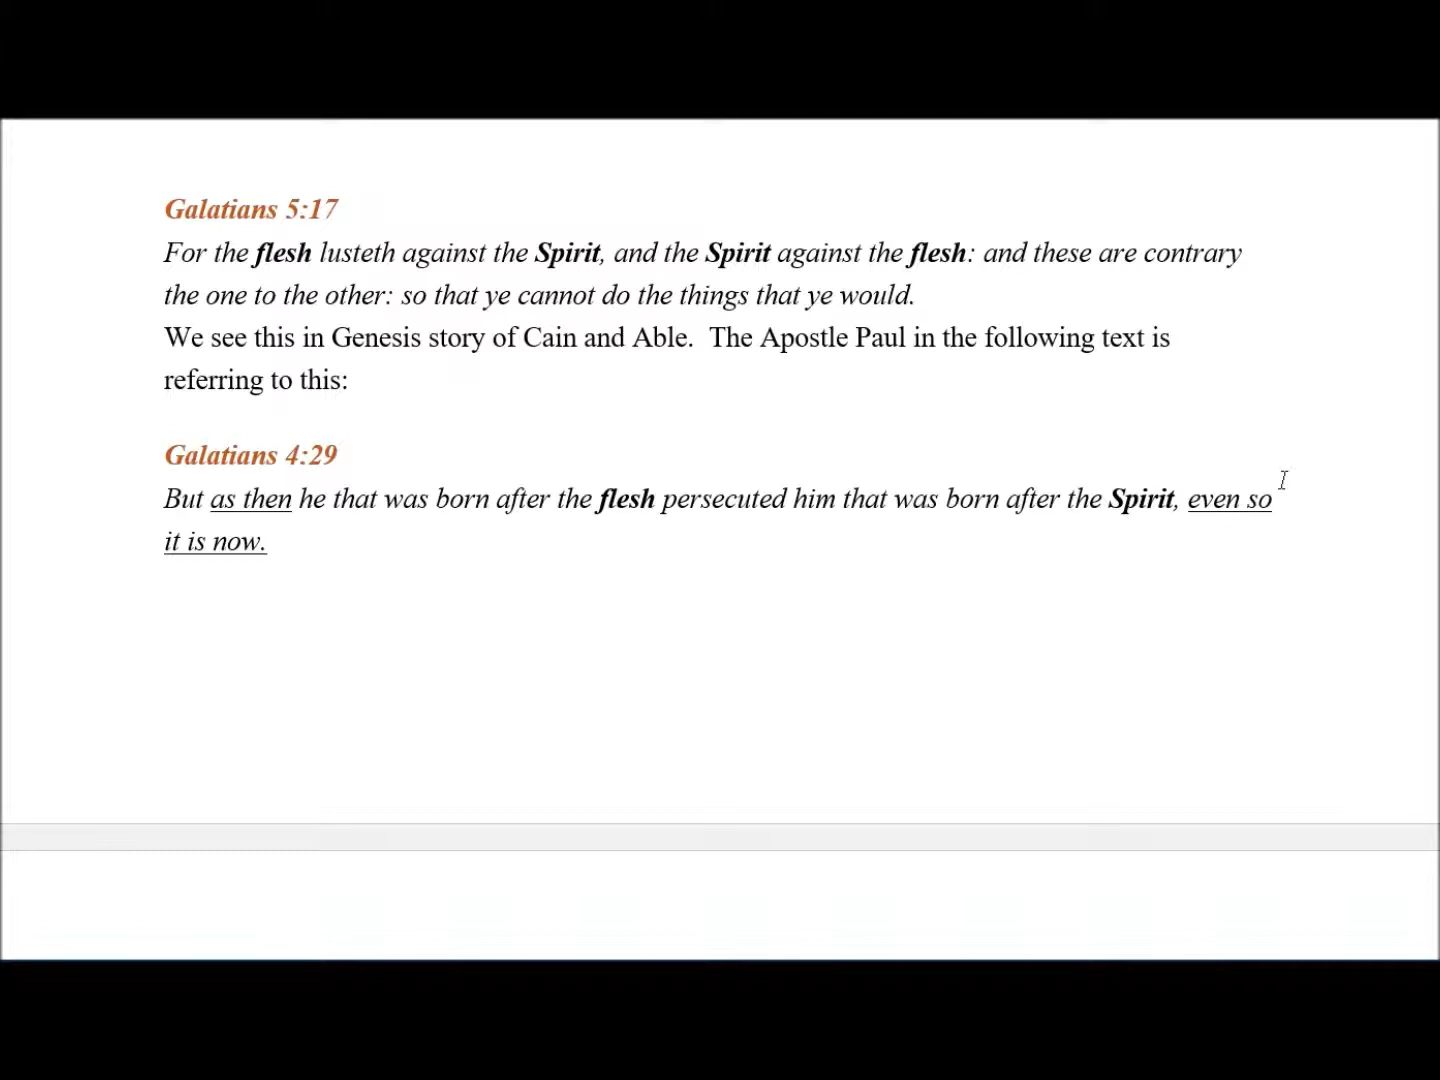 Galatians 5:17
For the flesh lusteth against the Spirit, and the Spirit against the flesh: and these are contrary
the one to the other: so that ye cannot do the things that ye would.
We see this in Genesis story of Cain and Able.  The Apostle Paul in the following text is
referring to this:
Galatians 4:29
But as then he that was born after the flesh persecuted him that was born after the Spirit, even so
it is now.